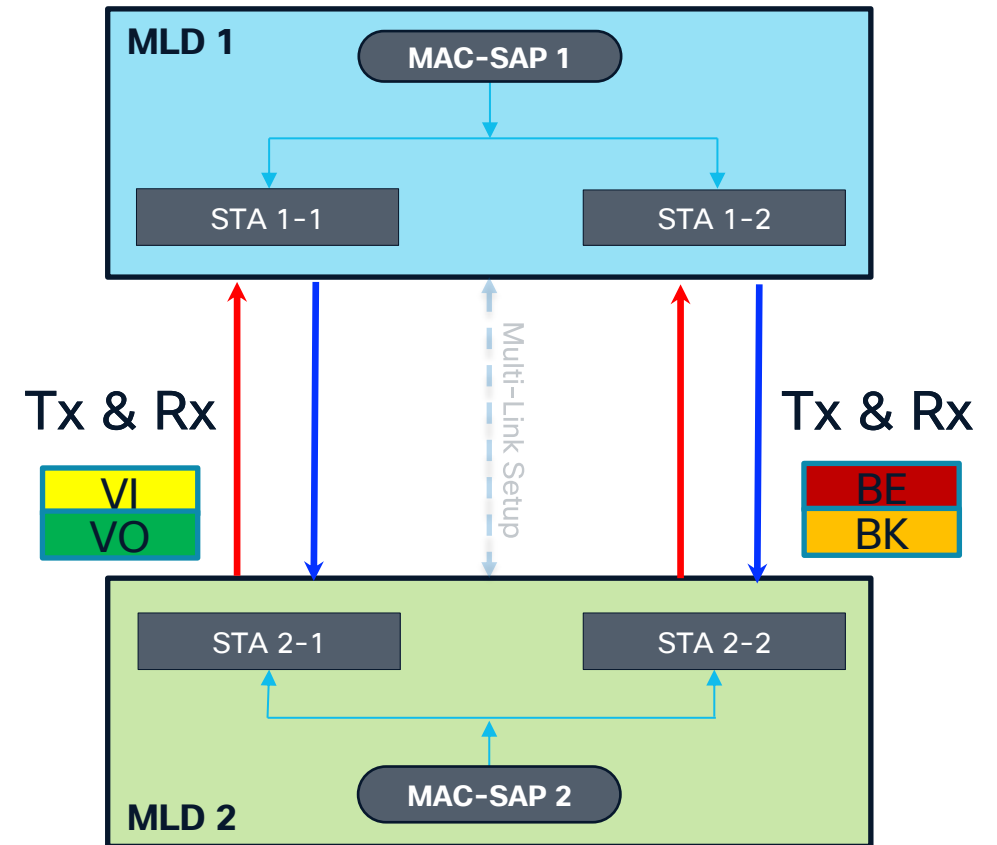 MLD 1
MAC-SAP 1
STA 1-1
STA 1-2
Multi-Link Setup
Tx & Rx
VI
VO
Tx & Rx
BE
BK
STA 2-1
STA 2-2
MAC-SAP 2
MLD 2